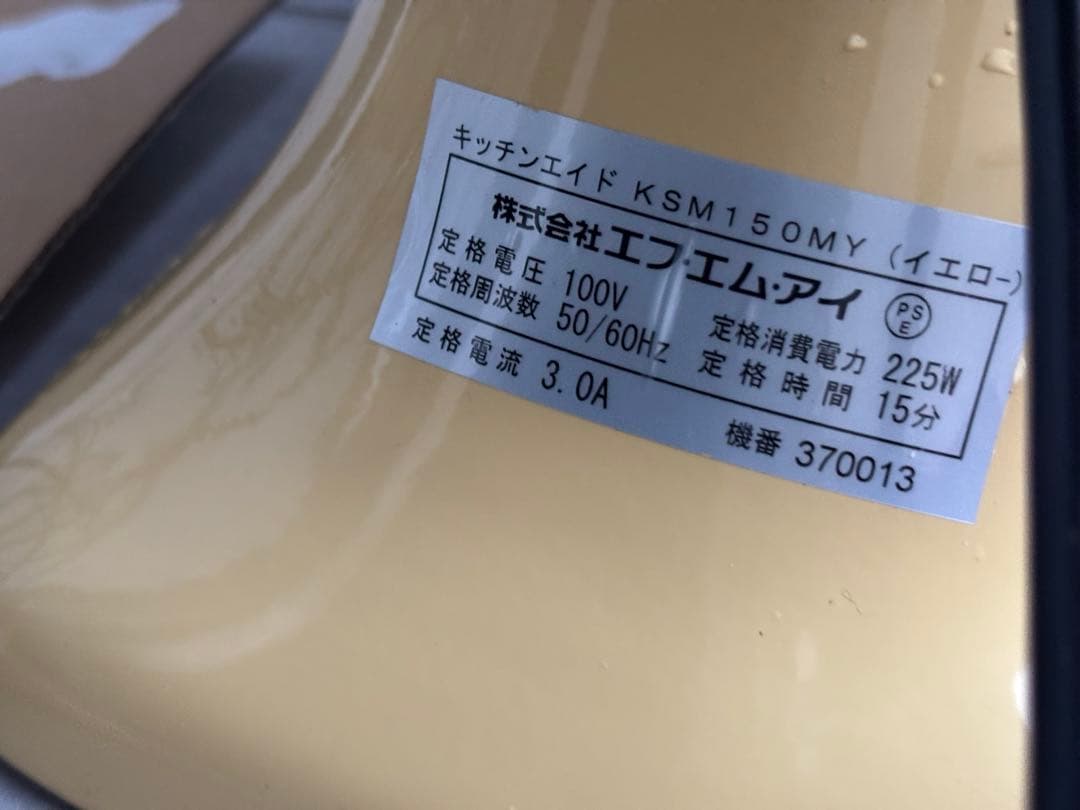 キッチンエイド KSM150MY (イエロー)
株式会社エフ・エム・アイ PSE
定格電圧 100V 定格消費電力 225W
定格周波数 50/60Hz 定格時間 15分
定格電流 3.0A 機番 370013